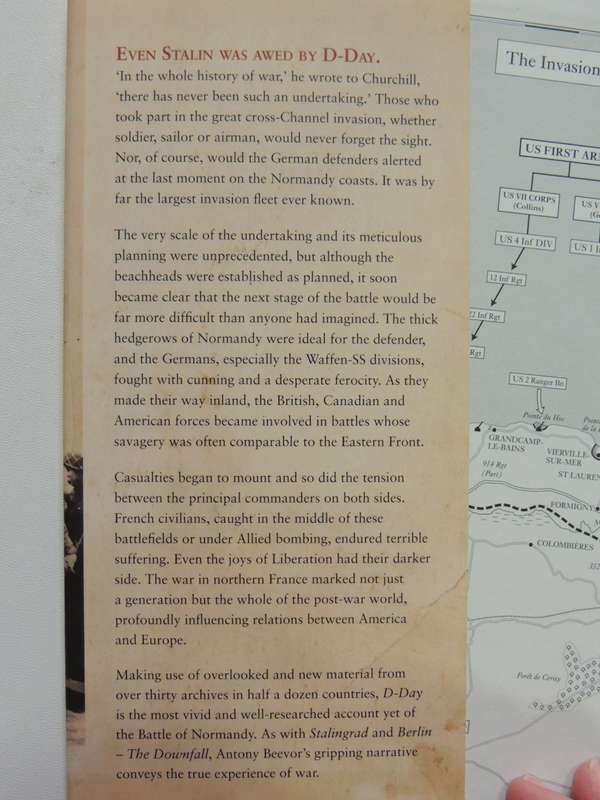 EVEN STALIN WAS AWED BY D-DAY.
‘In the whole history of war,’ he wrote to Churchill,
‘there has never been such an undertaking.’ Those who
took part in the great cross-Channel invasion, whether
soldier, sailor or airman, would never forget the sight.
Nor, of course, would the German defenders alerted
at the last moment on the Normandy coasts. It was by
far the largest invasion fleet ever known.
The very scale of the undertaking and its meticulous
planning were unprecedented, but although the
beachheads were established as planned, it soon
became clear that the next stage of the battle would be
far more difficult than anyone had imagined. The thick
hedgerows of Normandy were ideal for the defender,
and the Germans, especially the Waffen-SS divisions,
fought with cunning and a desperate ferocity. As they
made their way inland, the British, Canadian and
American forces became involved in battles whose
savagery was often comparable to the Eastern Front.
Casualties began to mount and so did the tension
between the principal commanders on both sides.
French civilians, caught in the middle of these
battlefields or under Allied bombing, endured terrible
suffering. Even the joys of Liberation had their darker
side. The war in northern France marked not just
a generation but the whole of the post-war world,
profoundly influencing relations between America
and Europe.
Making use of overlooked and new material from
over thirty archives in half a dozen countries, D-Day
is the most vivid and well-researched account yet of
the Battle of Normandy. As with Stalingrad and Berlin
– The Downfall, Antony Beevor’s gripping narrative
conveys the true experience of war.
The Invasion
US FIRST AR
US VII CORPS
(Collins)
US V
US 4 Inf DIV
US 1 I
12 Inf Rgt
22 Inf Rgt
Rgt
US 2 Ranger Bn
Pointe du Hoc
Pointe
de la
GRANDCAMP-
LE-BAINS
VIERVILLE-
SUR-MER
914 Rgt
(Part)
ST LAUREN
FORMIGNY
COLOMBIÈRES
352
Forêt de Cerisy